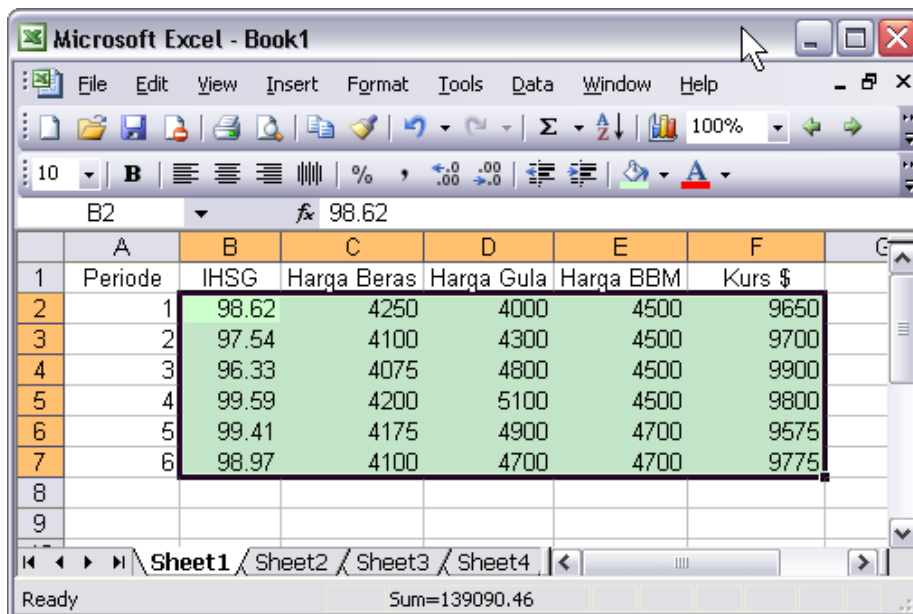 Microsoft Excel - Book1
File Edit View Insert Format Tools Data Window Help
Σ A Z 100%
10 B % , .0 .00 .00 .0 A
B2 fx 98.62
A B C D E F G
1 Periode IHSG Harga Beras Harga Gula Harga BBM Kurs $
2 1 98.62 4250 4000 4500 9650
3 2 97.54 4100 4300 4500 9700
4 3 96.33 4075 4800 4500 9900
5 4 99.59 4200 5100 4500 9800
6 5 99.41 4175 4900 4700 9575
7 6 98.97 4100 4700 4700 9775
8
9
Sheet1 Sheet2 Sheet3 Sheet4
Ready Sum=139090.46